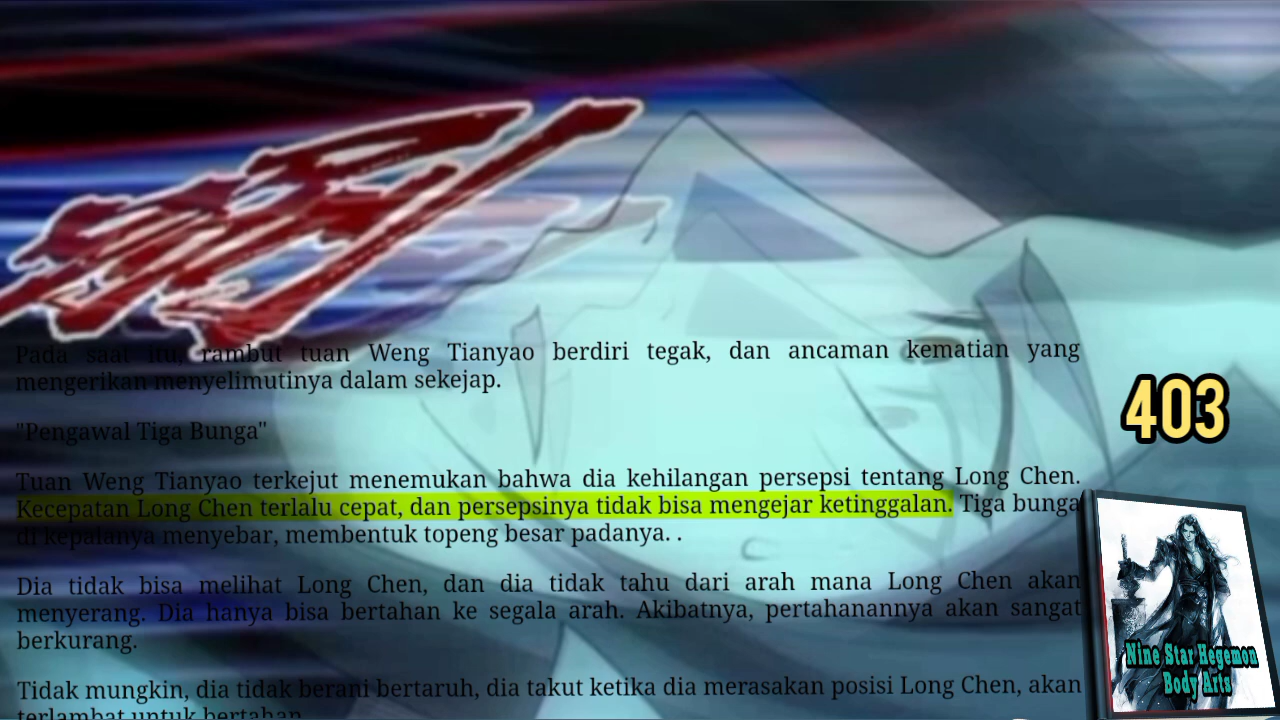 Pada saat itu, rambut tuan Weng Tianyao berdiri tegak, dan ancaman kematian yang
mengerikan menyelimutinya dalam sekejap.
"Pengawal Tiga Bunga"
Tuan Weng Tianyao terkejut menemukan bahwa dia kehilangan persepsi tentang Long Chen.
Kecepatan Long Chen terlalu cepat, dan persepsinya tidak bisa mengejar ketinggalan. Tiga bunga
di kepalanya menyebar, membentuk topeng besar padanya. .
Dia tidak bisa melihat Long Chen, dan dia tidak tahu dari arah mana Long Chen akan
menyerang. Dia hanya bisa bertahan ke segala arah. Akibatnya, pertahanannya akan sangat
berkurang.
Tidak mungkin, dia tidak berani bertaruh, dia takut ketika dia merasakan posisi Long Chen, akan
terlambat untuk bertahan.
403
Nine Star Hegemon
Body Arts